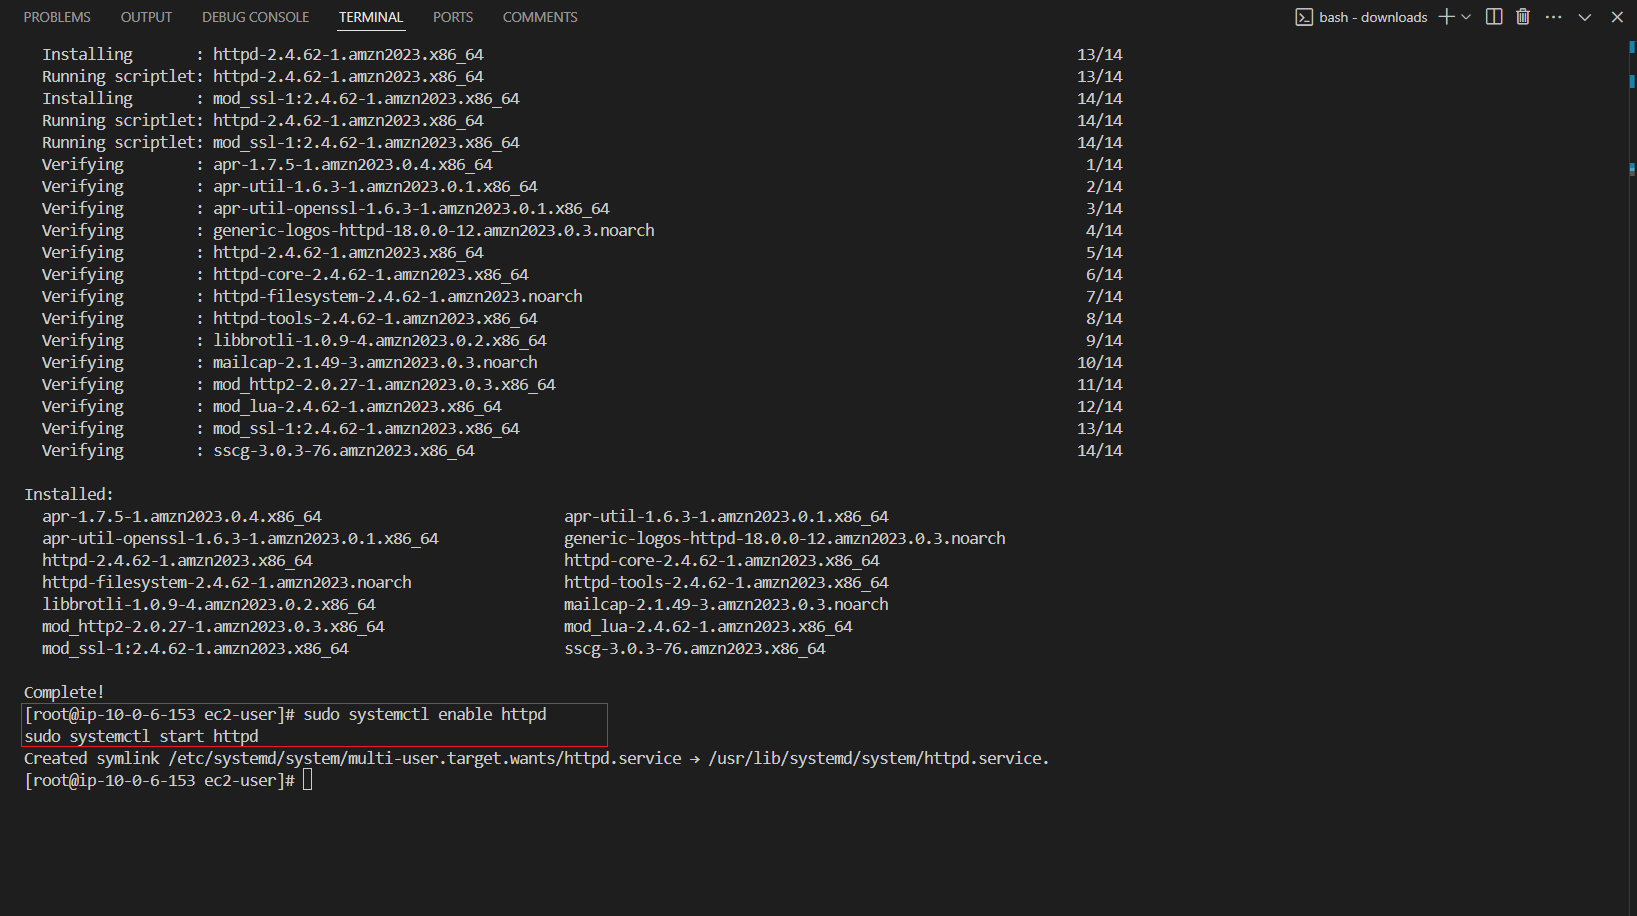 PROBLEMS OUTPUT DEBUG CONSOLE TERMINAL PORTS COMMENTS bash - downloads
Installing : httpd-2.4.62-1.amzn2023.x86_64 13/14
Running scriptlet: httpd-2.4.62-1.amzn2023.x86_64 13/14
Installing : mod_ssl-1:2.4.62-1.amzn2023.x86_64 14/14
Running scriptlet: httpd-2.4.62-1.amzn2023.x86_64 14/14
Running scriptlet: mod_ssl-1:2.4.62-1.amzn2023.x86_64 14/14
Verifying : apr-1.7.5-1.amzn2023.0.4.x86_64 1/14
Verifying : apr-util-1.6.3-1.amzn2023.0.1.x86_64 2/14
Verifying : apr-util-openssl-1.6.3-1.amzn2023.0.1.x86_64 3/14
Verifying : generic-logos-httpd-18.0.0-12.amzn2023.0.3.noarch 4/14
Verifying : httpd-2.4.62-1.amzn2023.x86_64 5/14
Verifying : httpd-core-2.4.62-1.amzn2023.x86_64 6/14
Verifying : httpd-filesystem-2.4.62-1.amzn2023.noarch 7/14
Verifying : httpd-tools-2.4.62-1.amzn2023.x86_64 8/14
Verifying : libbrotli-1.0.9-4.amzn2023.0.2.x86_64 9/14
Verifying : mailcap-2.1.49-3.amzn2023.0.3.noarch 10/14
Verifying : mod_http2-2.0.27-1.amzn2023.0.3.x86_64 11/14
Verifying : mod_lua-2.4.62-1.amzn2023.x86_64 12/14
Verifying : mod_ssl-1:2.4.62-1.amzn2023.x86_64 13/14
Verifying : sscg-3.0.3-76.amzn2023.x86_64 14/14
Installed:
apr-1.7.5-1.amzn2023.0.4.x86_64 apr-util-1.6.3-1.amzn2023.0.1.x86_64
apr-util-openssl-1.6.3-1.amzn2023.0.1.x86_64 generic-logos-httpd-18.0.0-12.amzn2023.0.3.noarch
httpd-2.4.62-1.amzn2023.x86_64 httpd-core-2.4.62-1.amzn2023.x86_64
httpd-filesystem-2.4.62-1.amzn2023.noarch httpd-tools-2.4.62-1.amzn2023.x86_64
libbrotli-1.0.9-4.amzn2023.0.2.x86_64 mailcap-2.1.49-3.amzn2023.0.3.noarch
mod_http2-2.0.27-1.amzn2023.0.3.x86_64 mod_lua-2.4.62-1.amzn2023.x86_64
mod_ssl-1:2.4.62-1.amzn2023.x86_64 sscg-3.0.3-76.amzn2023.x86_64
Complete!
[root@ip-10-0-6-153 ec2-user]# sudo systemctl enable httpd
sudo systemctl start httpd
Created symlink /etc/systemd/system/multi-user.target.wants/httpd.service → /usr/lib/systemd/system/httpd.service.
[root@ip-10-0-6-153 ec2-user]#